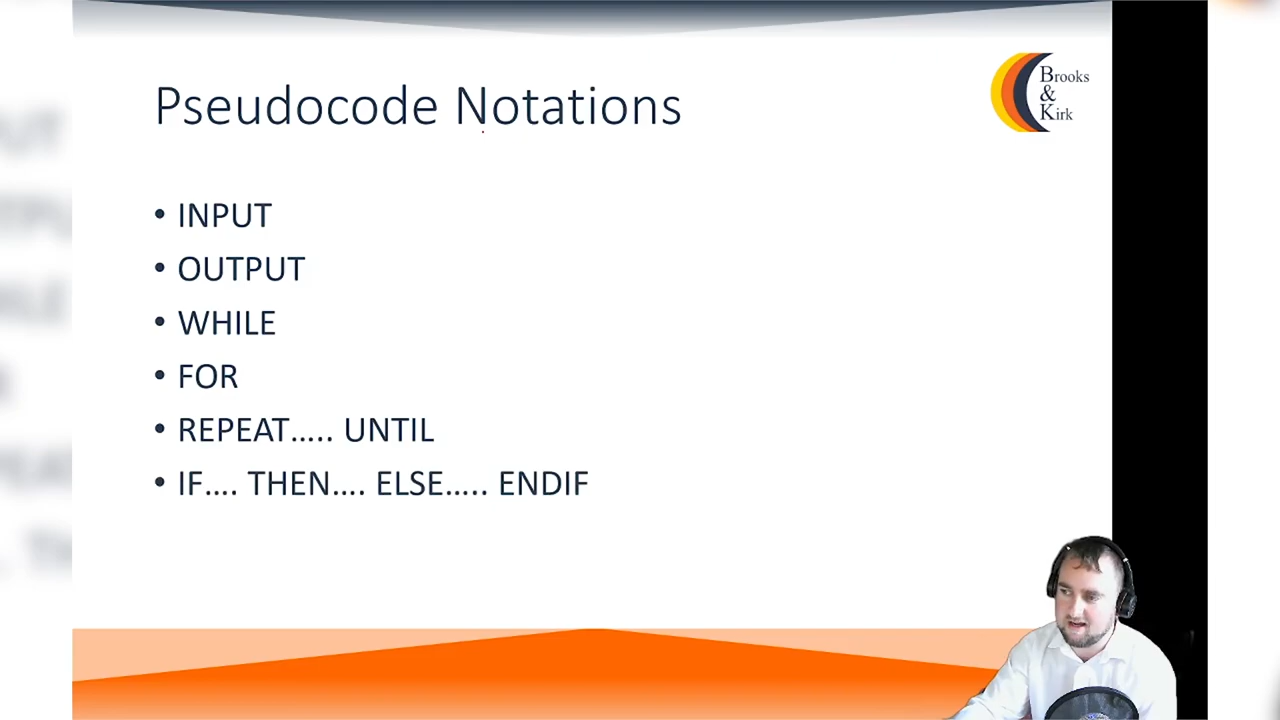 Pseudocode Notations
Brooks
&
Kirk
• INPUT
• OUTPUT
• WHILE
• FOR
• REPEAT..... UNTIL
• IF.... THEN.... ELSE..... ENDIF